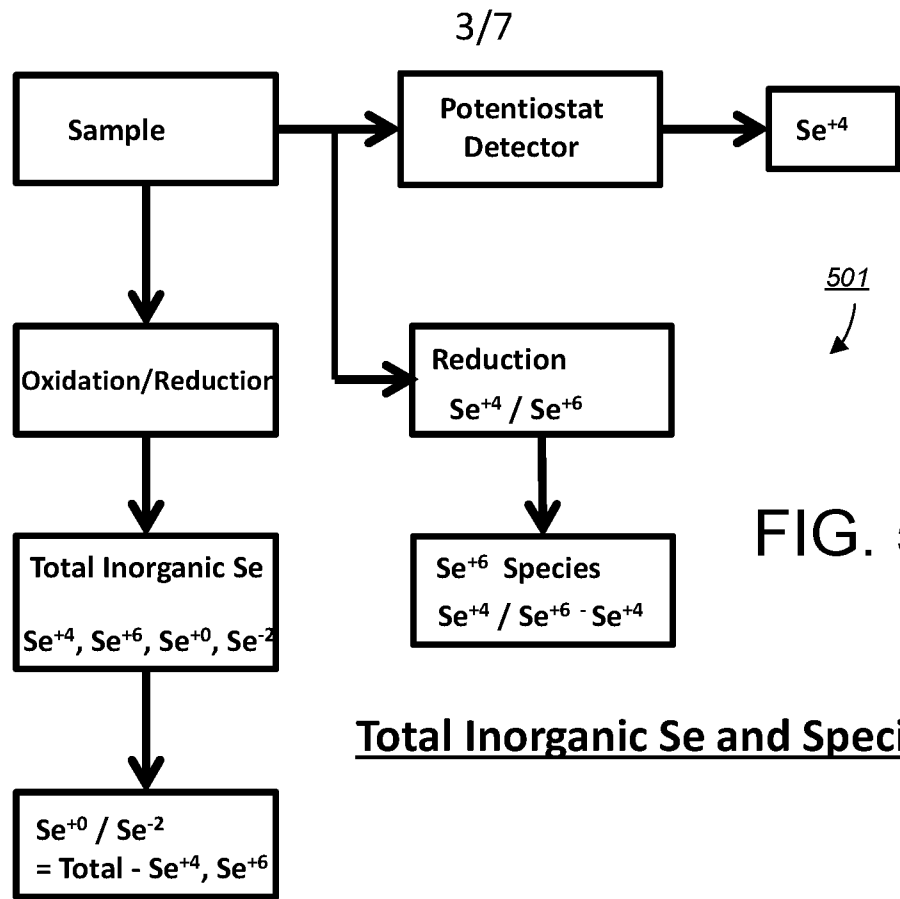 3/7
Sample
Potentiostat
Detector
Se⁺⁴
501
Oxidation/Reduction
Reduction
Se⁺⁴ / Se⁺⁶
FIG.
Total Inorganic Se
Se⁺⁴, Se⁺⁶, Se⁺⁰, Se⁻²
Se⁺⁶ Species
Se⁺⁴ / Se⁺⁶ - Se⁺⁴
Total Inorganic Se and
Se⁺⁰ / Se⁻²
= Total - Se⁺⁴, Se⁺⁶